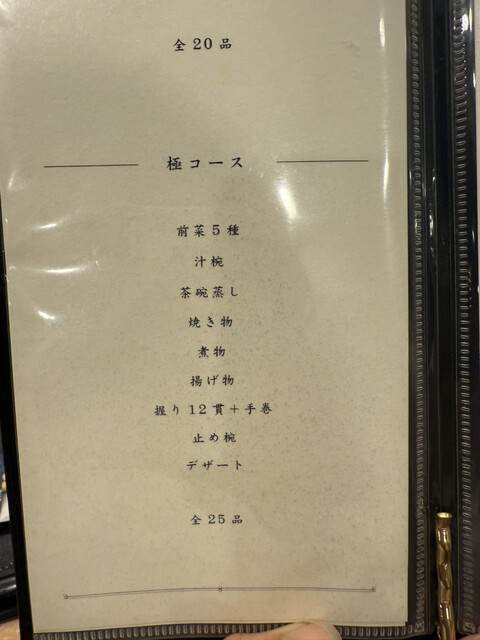 全20品
極コース
前菜5種
汁椀
茶碗蒸し
焼き物
煮物
揚げ物
握り12貫＋手巻
止め椀
デザート
全25品